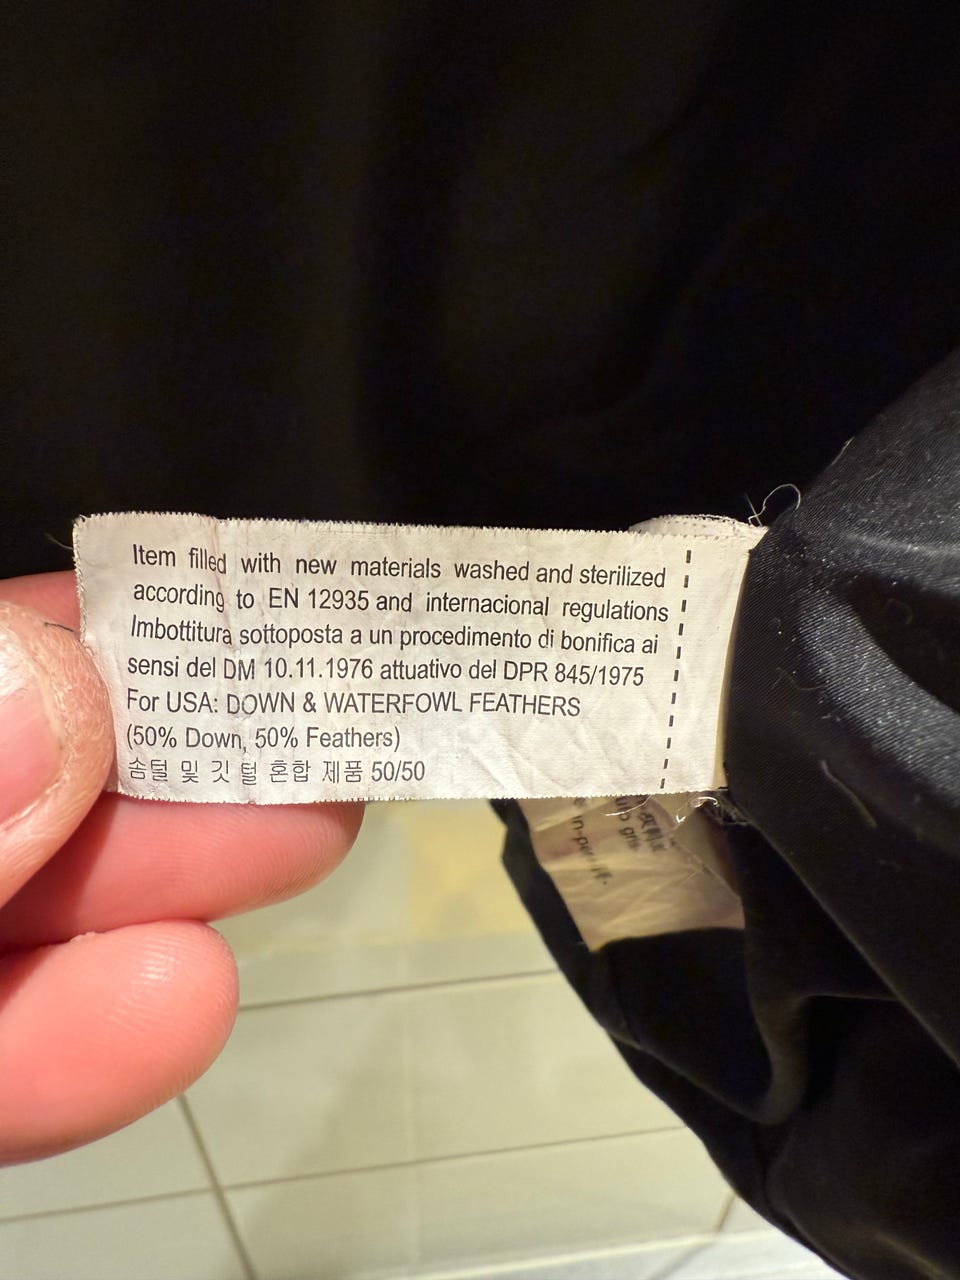 Item filled with new materials washed and sterilized
according to EN 12935 and internacional regulations
Imbottitura sottoposta a un procedimento di bonifica ai
sensi del DM 10.11.1976 attuativo del DPR 845/1975
For USA: DOWN & WATERFOWL FEATHERS
(50% Down, 50% Feathers)
솜털 및 깃 털 혼합 제품 50/50